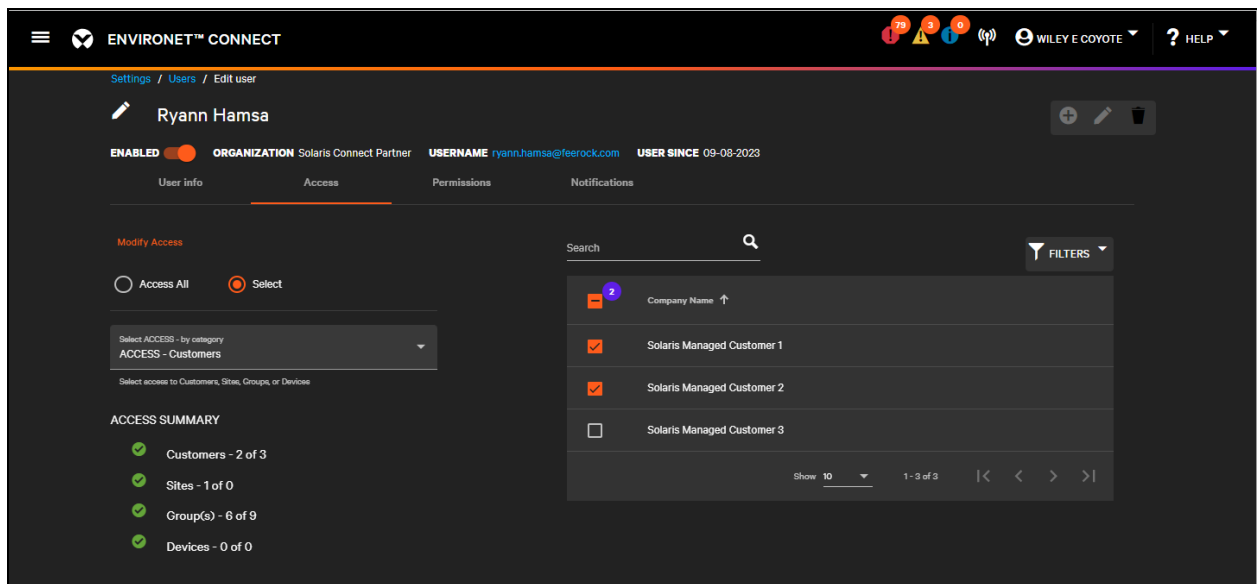 ENVIRONET™ CONNECT
79
3
0
WILEY E COYOTE
? HELP
Settings / Users / Edit user
Ryann Hamsa
ENABLED ORGANIZATION Solaris Connect Partner USERNAME ryann.hamsa@feerock.com USER SINCE 09-08-2023
User info Access Permissions Notifications
Modify Access
Access All Select
Select ACCESS - by category
ACCESS - Customers
Select access to Customers, Sites, Groups, or Devices
ACCESS SUMMARY
Customers - 2 of 3
Sites - 1 of 0
Group(s) - 6 of 9
Devices - 0 of 0
Search
FILTERS
2
Company Name ↑
Solaris Managed Customer 1
Solaris Managed Customer 2
Solaris Managed Customer 3
Show 10 1 - 3 of 3